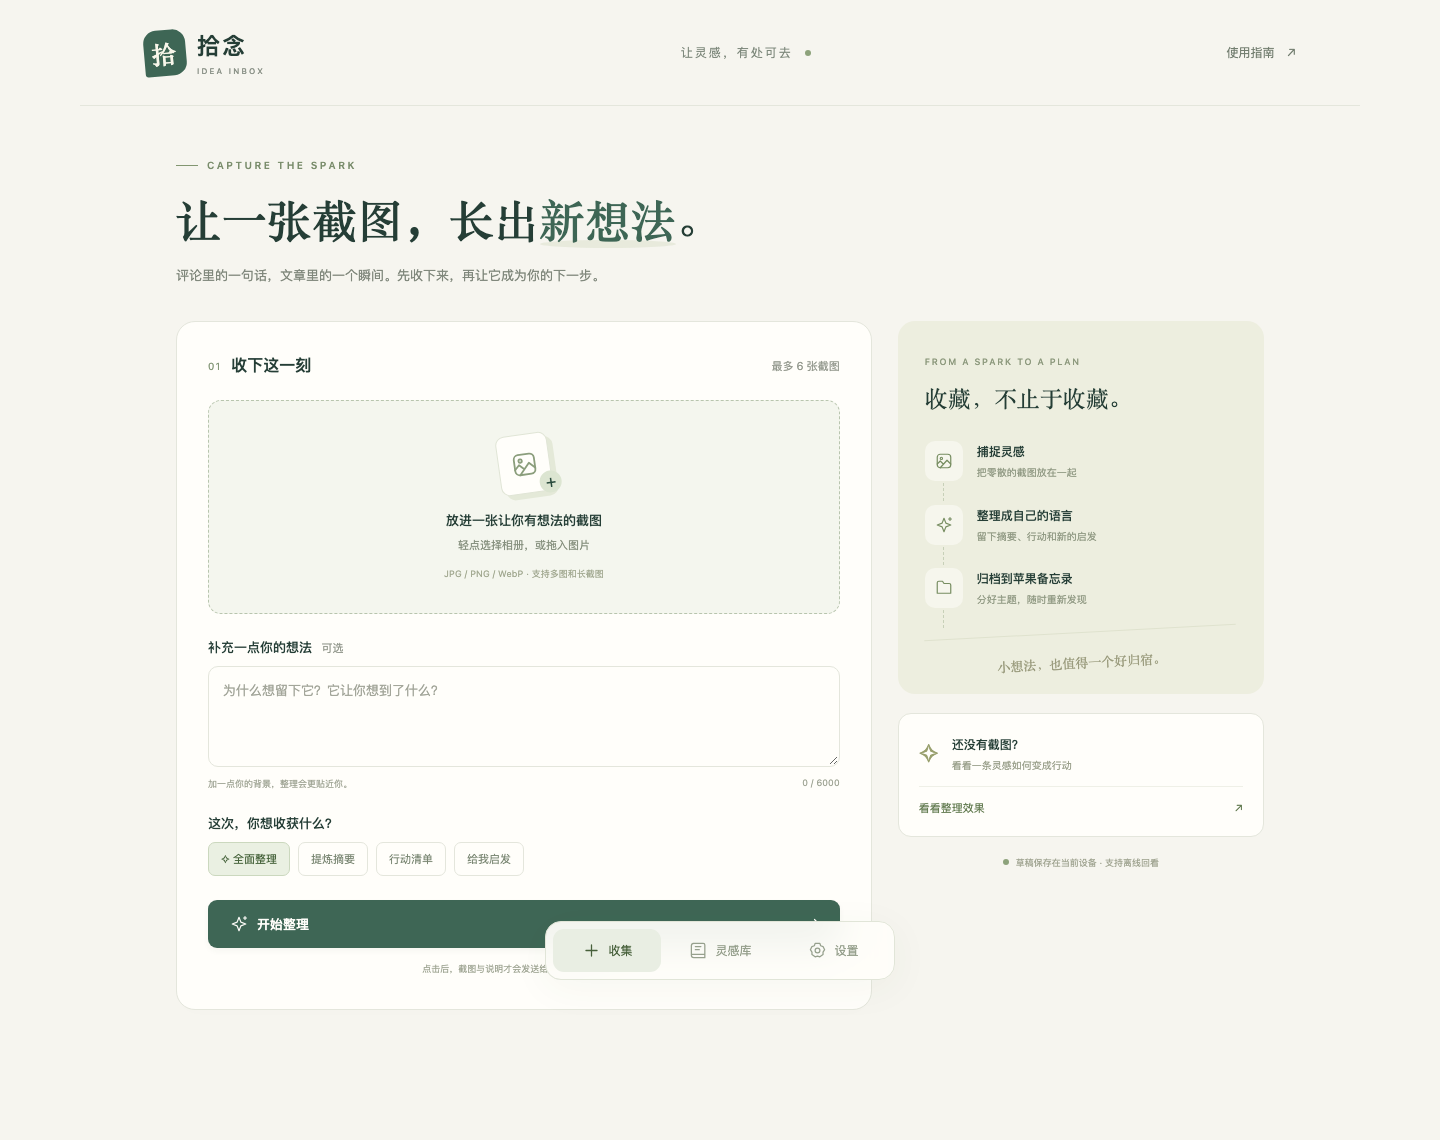 拾
拾念
IDEA INBOX
让灵感，有处可去
使用指南
CAPTURE THE SPARK
让一张截图，长出新想法。
评论里的一句话，文章里的一个瞬间。先收下来，再让它成为你的下一步。
01 收下这一刻
最多 6 张截图
放进一张让你有想法的截图
轻点选择相册，或拖入图片
JPG / PNG / WebP · 支持多图和长截图
补充一点你的想法 可选
为什么想留下它？它让你想到了什么？
加一点你的背景，整理会更贴近你。
0 / 6000
这次，你想收获什么？
全面整理
提炼摘要
行动清单
给我启发
开始整理
点击后，截图与说明才会发送给
FROM A SPARK TO A PLAN
收藏，不止于收藏。
捕捉灵感
把零散的截图放在一起
整理成自己的语言
留下摘要、行动和新的启发
归档到苹果备忘录
分好主题，随时重新发现
小想法，也值得一个好归宿。
还没有截图？
看看一条灵感如何变成行动
看看整理效果
草稿保存在当前设备 · 支持离线回看
收集
灵感库
设置